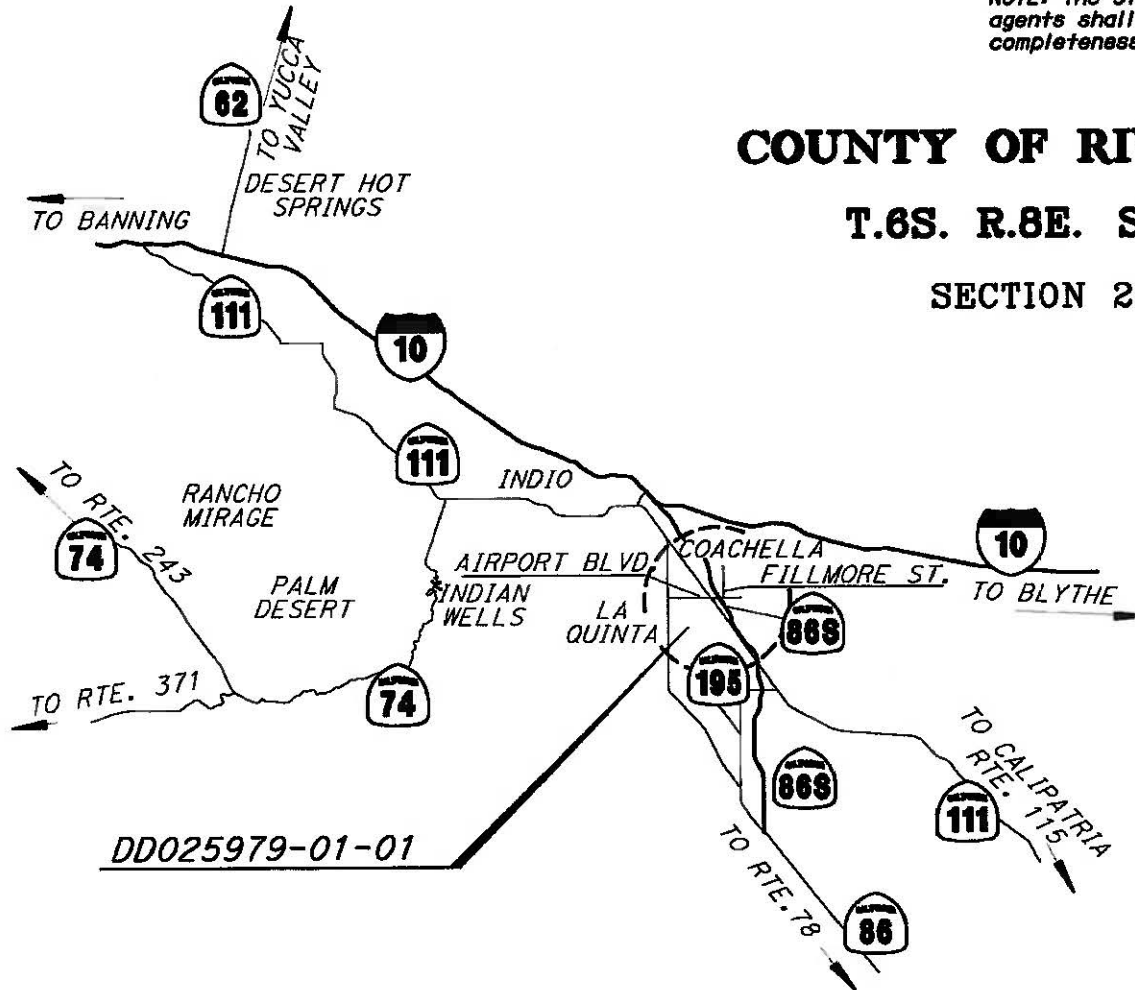 NOTE: The
agents shall
completeness
COUNTY OF RI
T.6S. R.8E. S
SECTION 2
62
TO YUCCA
VALLEY
DESERT HOT
SPRINGS
TO BANNING
111
10
111
INDIO
TO RTE. 243
74
RANCHO
MIRAGE
PALM
DESERT
AIRPORT BLVD
COACHELLA
FILLMORE ST.
10
TO BLYTHE
INDIAN
WELLS
LA
QUINTA
86S
195
TO RTE. 371
74
86S
TO CALIPATRIA
RTE. 115
111
DD025979-01-01
TO RTE.78
86